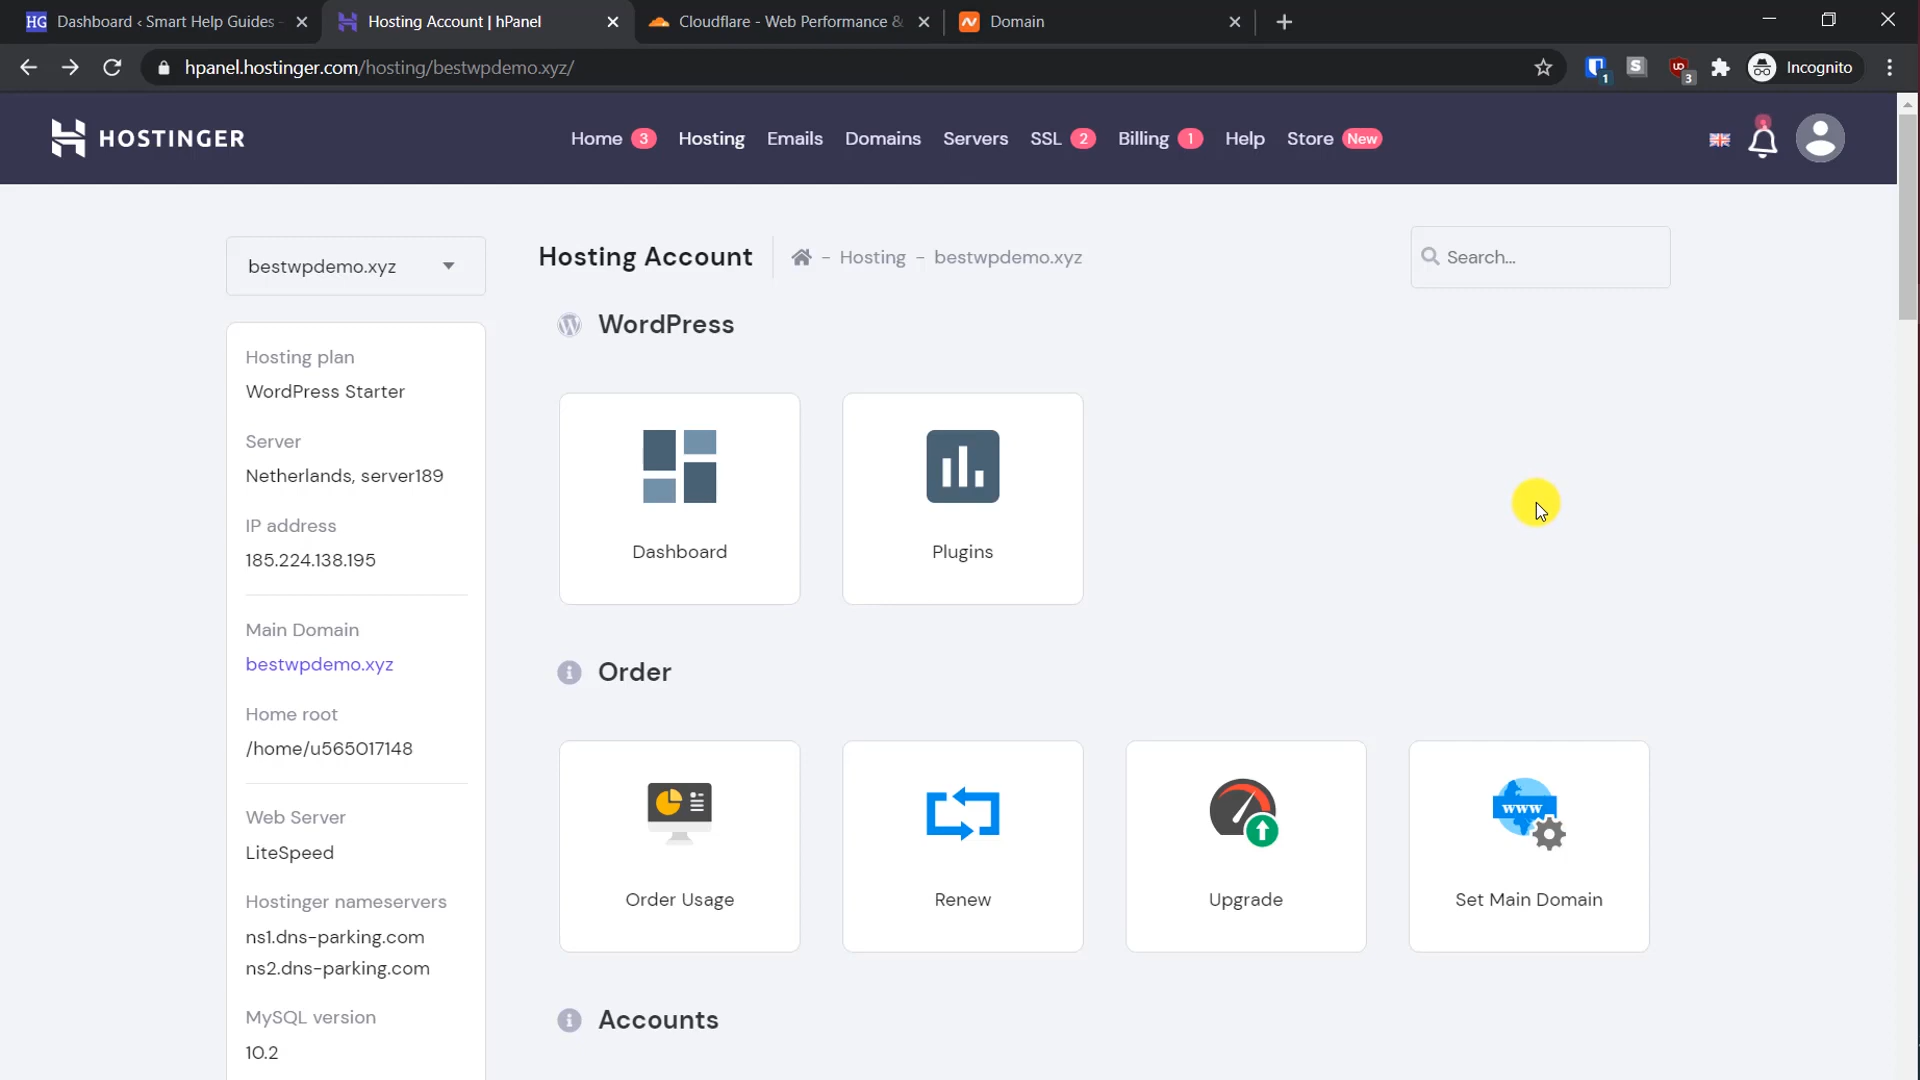 HG Dashboard ‹ Smart Help Guides -
Hosting Account | hPanel
Cloudflare - Web Performance &
Domain
hpanel.hostinger.com/hosting/bestwpdemo.xyz/
1
S
3
Incognito
HOSTINGER
Home 3
Hosting
Emails
Domains
Servers
SSL 2
Billing 1
Help
Store New
bestwpdemo.xyz
Hosting Account
- Hosting - bestwpdemo.xyz
Search...
Hosting plan
WordPress Starter
Server
Netherlands, server189
IP address
185.224.138.195
Main Domain
bestwpdemo.xyz
Home root
/home/u565017148
Web Server
LiteSpeed
Hostinger nameservers
ns1.dns-parking.com
ns2.dns-parking.com
MySQL version
10.2
WordPress
Dashboard
Plugins
Order
Order Usage
Renew
Upgrade
www
Set Main Domain
Accounts